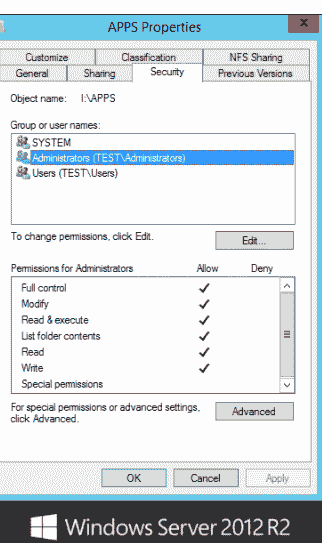 APPS Properties
X
Customize Classification NFS Sharing
General Sharing Security Previous Versions
Object name: I:\APPS
Group or user names:
SYSTEM
Administrators (TEST\Administrators)
Users (TEST\Users)
To change permissions, click Edit.
Edit...
Permissions for Administrators Allow Deny
Full control
Modify
Read & execute
List folder contents
Read
Write
Special permissions
For special permissions or advanced settings,
click Advanced.
Advanced
OK Cancel Apply
Windows Server 2012 R2